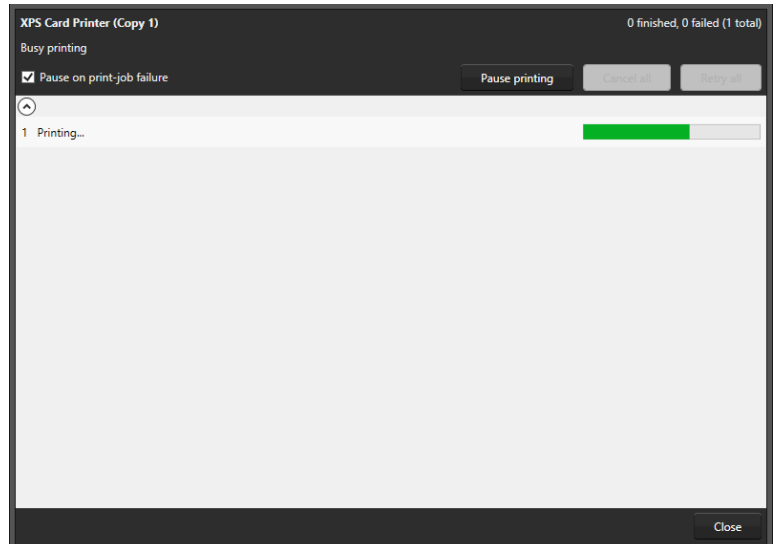 XPS Card Printer (Copy 1)
0 finished, 0 failed (1 total)
Busy printing
Pause on print-job failure
Pause printing
Cancel all
Retry all
1 Printing...
Close